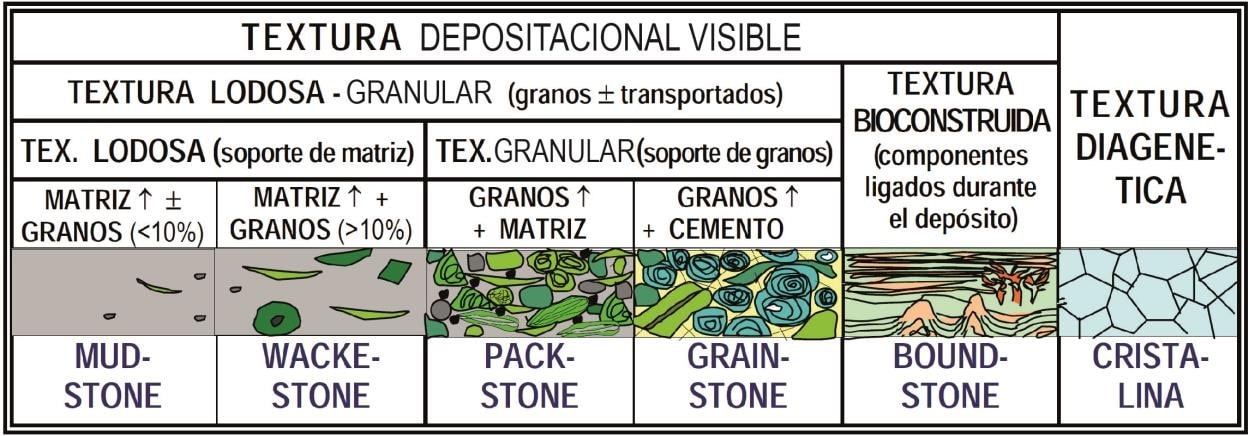 TEXTURA DEPOSITACIONAL VISIBLE
TEXTURA LODOSA - GRANULAR (granos ± transportados)
TEXTURA
BIOCONSTRUIDA
(componentes
ligados durante
el depósito)
TEXTURA
DIAGENE-
TICA
TEX. LODOSA (soporte de matriz)
TEX. GRANULAR (soporte de granos)
MATRIZ ↑ ±
GRANOS (<10%)
MATRIZ ↑ +
GRANOS (>10%)
GRANOS ↑
+ MATRIZ
GRANOS ↑
+ CEMENTO
MUD-
STONE
WACKE-
STONE
PACK-
STONE
GRAIN-
STONE
BOUND-
STONE
CRISTA-
LINA